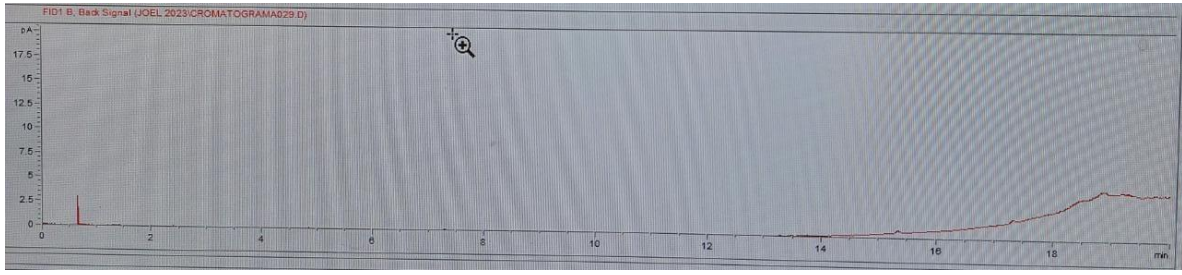 FID1 B, Back Signal (JOEL 2023\CROMATOGRAMA029.D)
pA
17.5
15
12.5
10
7.5
5
2.5
0
0 2 4 6 8 10 12 14 16 18 min